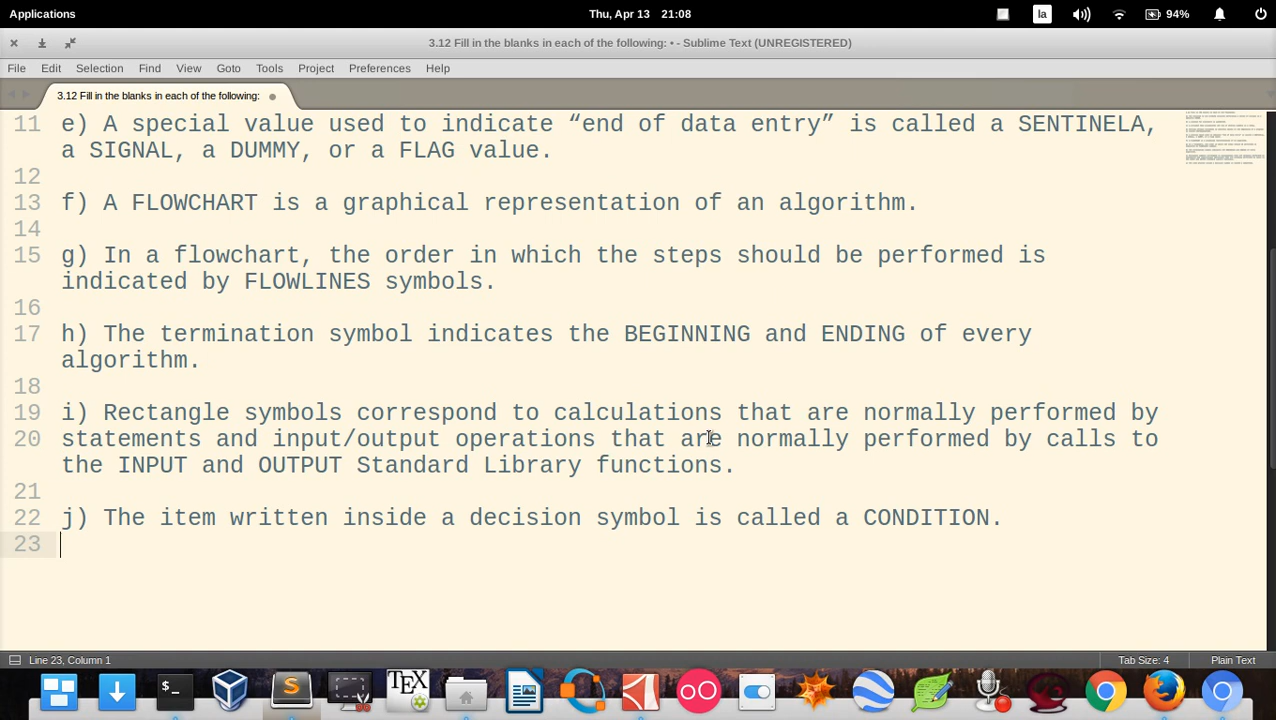 Applications
Thu, Apr 13 21:08
la
94%
3.12 Fill in the blanks in each of the following: • - Sublime Text (UNREGISTERED)
File Edit Selection Find View Goto Tools Project Preferences Help
3.12 Fill in the blanks in each of the following:
11 e) A special value used to indicate “end of data entry” is called a SENTINELA,
a SIGNAL, a DUMMY, or a FLAG value.
12
13 f) A FLOWCHART is a graphical representation of an algorithm.
14
15 g) In a flowchart, the order in which the steps should be performed is
indicated by FLOWLINES symbols.
16
17 h) The termination symbol indicates the BEGINNING and ENDING of every
algorithm.
18
19 i) Rectangle symbols correspond to calculations that are normally performed by
20 statements and input/output operations that are normally performed by calls to
the INPUT and OUTPUT Standard Library functions.
21
22 j) The item written inside a decision symbol is called a CONDITION.
23
Line 23, Column 1
Tab Size: 4
Plain Text
>_
S
TEX